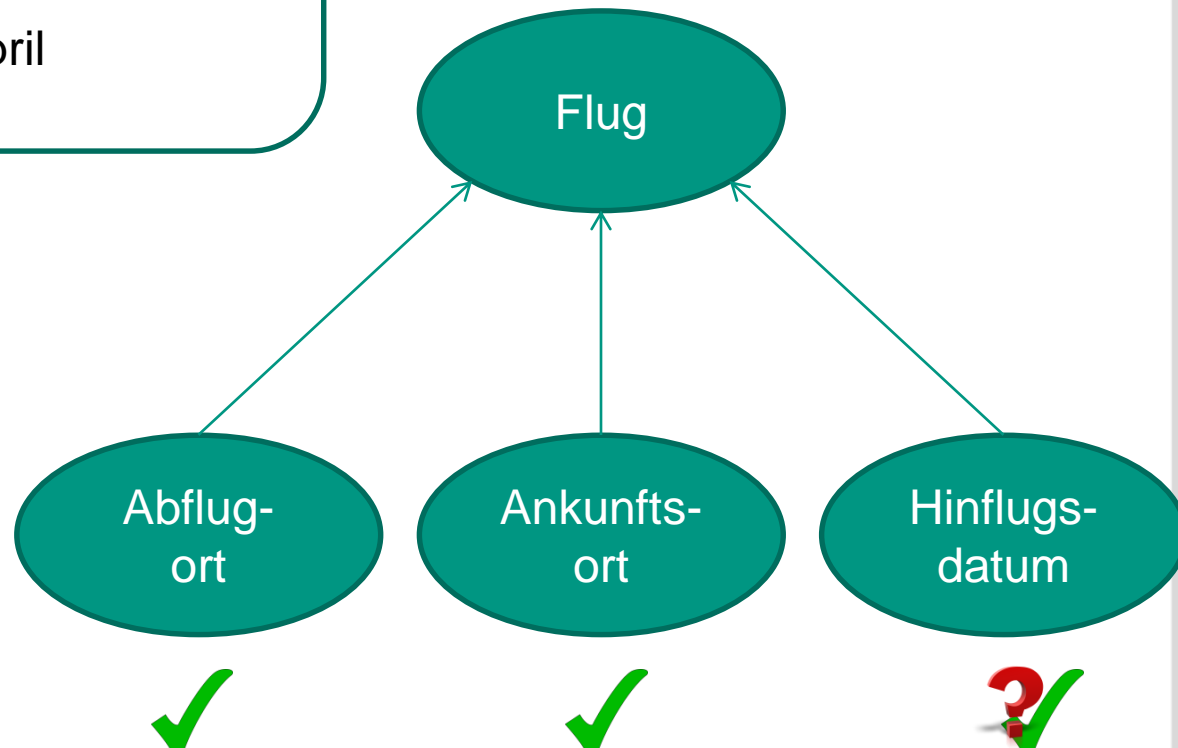 Flug
Abflug-
ort
Ankunfts-
ort
Hinflugs-
datum